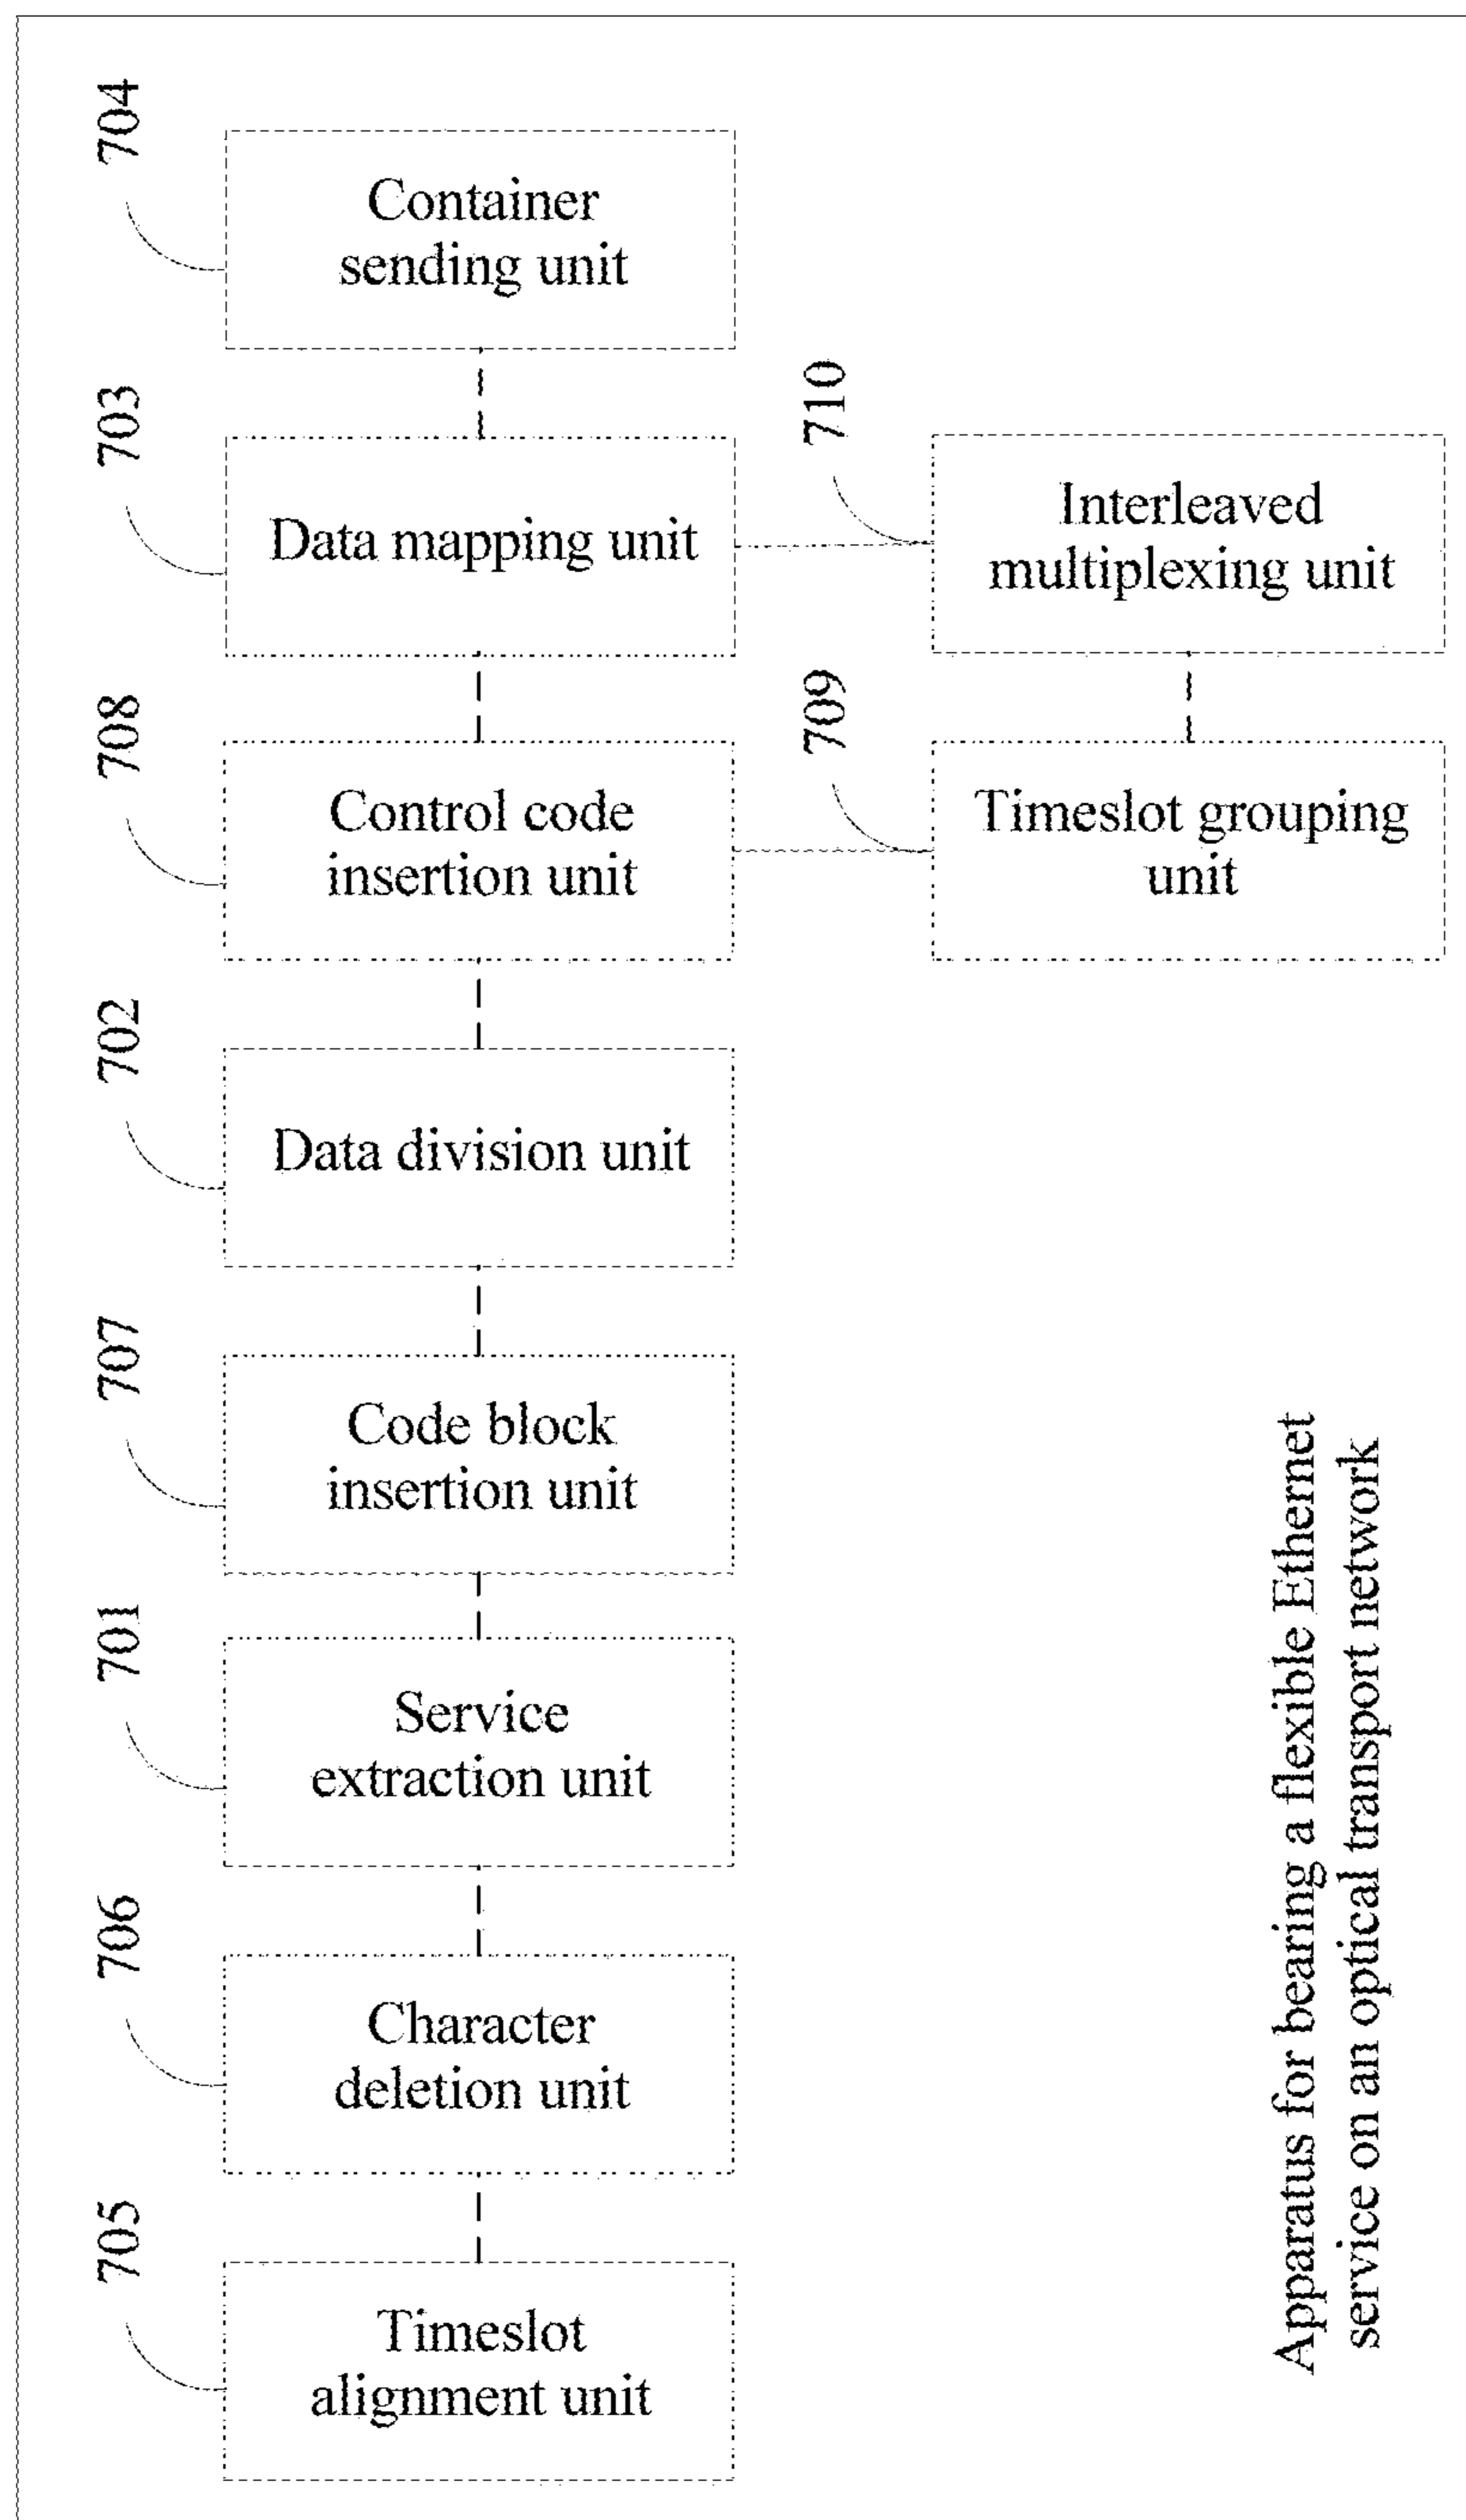 704
Container
sending unit
703
Data mapping unit
710
Interleaved
multiplexing unit
708
Control code
insertion unit
709
Timeslot grouping
unit
702
Data division unit
707
Code block
insertion unit
701
Service
extraction unit
706
Character
deletion unit
705
Timeslot
alignment unit
Apparatus for bearing a flexible Ethernet
service on an optical transport network